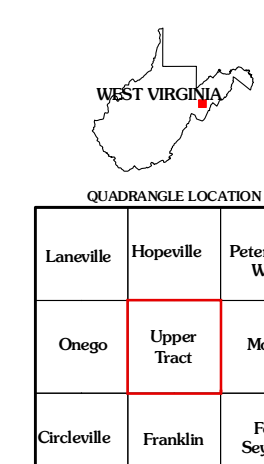 WEST VIRGINIA
QUADRANGLE LOCATION
Laneville Hopeville
Onego Upper Tract
Circleville Franklin